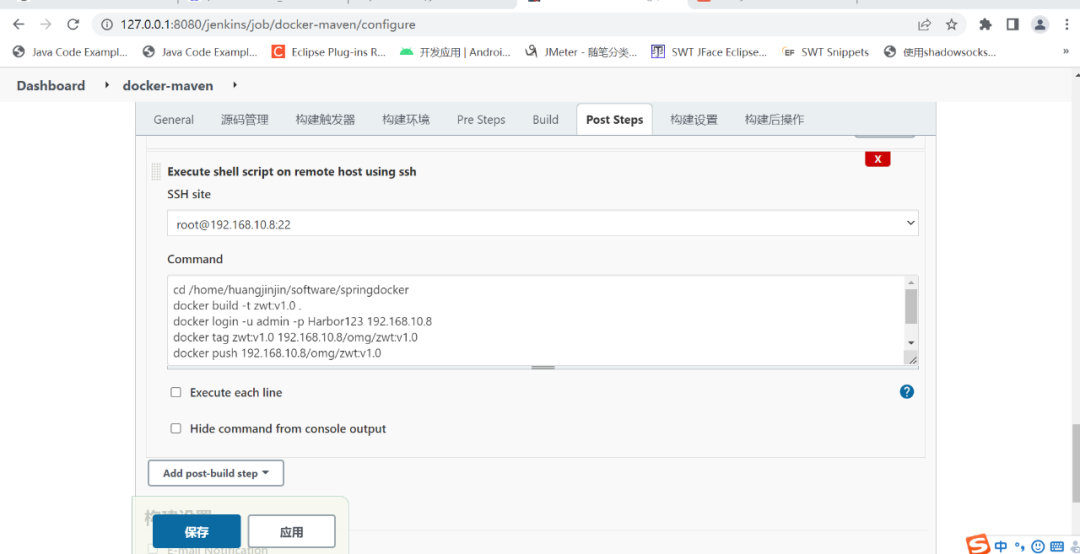 127.0.0.1:8080/jenkins/job/docker-maven/configure
Java Code Exampl... Java Code Exampl... Eclipse Plug-ins R... 开发应用 | Androi... JMeter - 随笔分类... SWT JFace Eclipse... SWT Snippets 使用shadowsocks... »
Dashboard docker-maven
General 源码管理 构建触发器 构建环境 Pre Steps Build Post Steps 构建设置 构建后操作
X
Execute shell script on remote host using ssh
SSH site
root@192.168.10.8:22
Command
cd /home/huangjinjin/software/springdocker
docker build -t zwt:v1.0 .
docker login -u admin -p Harbor123 192.168.10.8
docker tag zwt:v1.0 192.168.10.8/omg/zwt:v1.0
docker push 192.168.10.8/omg/zwt:v1.0
Execute each line
?
Hide command from console output
Add post-build step
构建设置
保存 应用
E-mail Notification
中